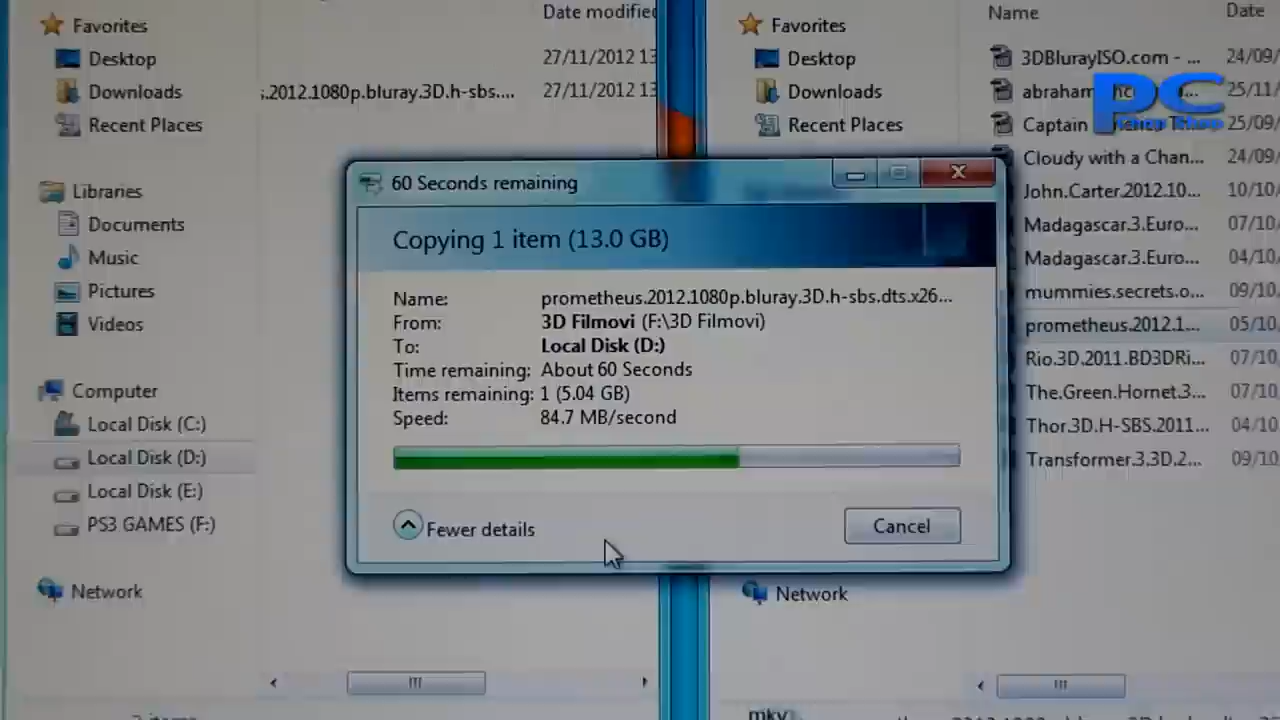 Favorites
Desktop
Downloads
Recent Places
Libraries
Documents
Music
Pictures
Videos
Computer
Local Disk (C:)
Local Disk (D:)
Local Disk (E:)
PS3 GAMES (F:)
Network
Date modified
27/11/2012 13
.2012.1080p.bluray.3D.h-sbs.... 27/11/2012 13
60 Seconds remaining
Copying 1 item (13.0 GB)
Name: prometheus.2012.1080p.bluray.3D.h-sbs.dts.x26...
From: 3D Filmovi (F:\3D Filmovi)
To: Local Disk (D:)
Time remaining: About 60 Seconds
Items remaining: 1 (5.04 GB)
Speed: 84.7 MB/second
Fewer details
Cancel
Favorites
Desktop
Downloads
Recent Places
Network
Name Date
3DBlurayISO.com - ... 24/09/
abraham 25/11/
Captain 25/09/
Cloudy with a Chan... 24/09/
John.Carter.2012.10... 10/10/
Madagascar.3.Euro... 07/10/
Madagascar.3.Euro... 04/10/
mummies.secrets.o... 09/10/
prometheus.2012.1... 05/10/
Rio.3D.2011.BD3DRi... 07/10/
The.Green.Hornet.3... 07/10/
Thor.3D.H-SBS.2011... 04/10/
Transformer.3.3D.2... 09/10/
PC